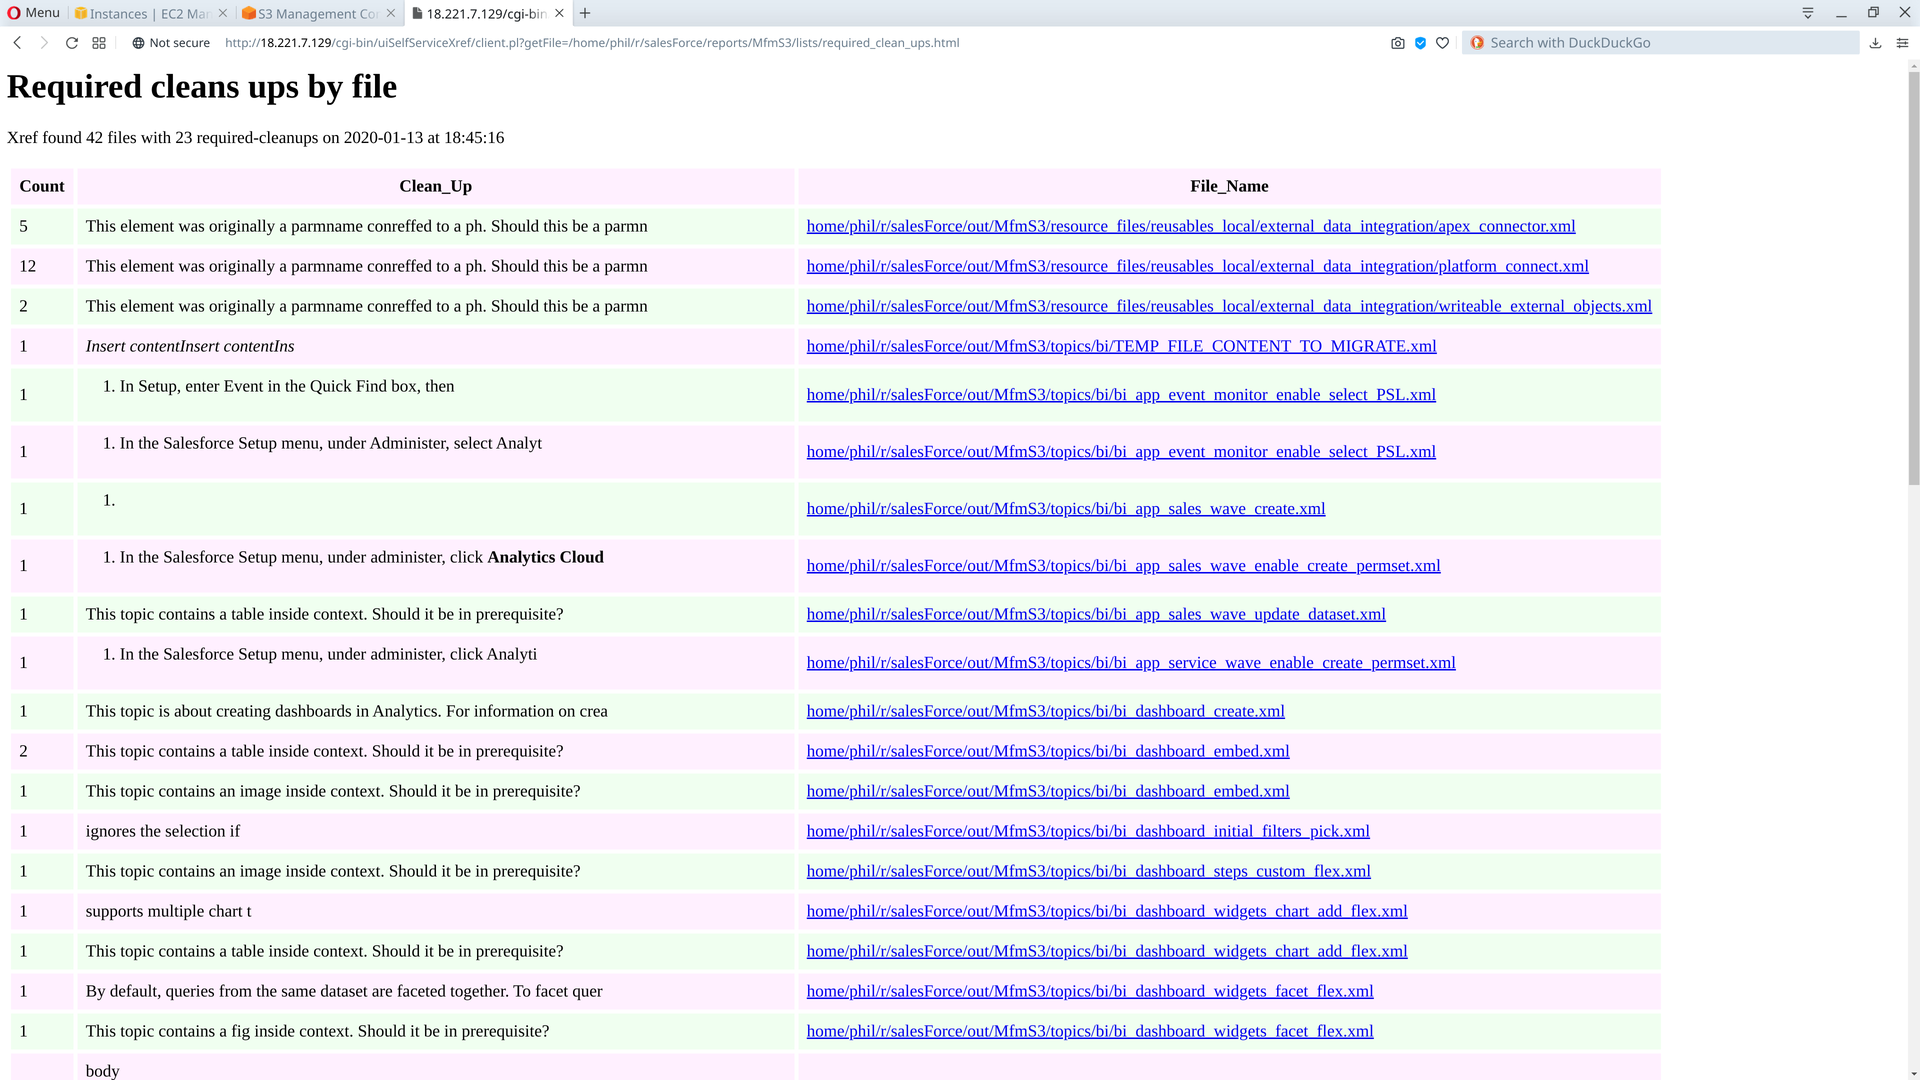 Menu
Instances | EC2 Mar
S3 Management Co
18.221.7.129/cgi-bin
Not secure
http://18.221.7.129/cgi-bin/uiSelfServiceXref/client.pl?getFile=/home/phil/r/salesForce/reports/MfmS3/lists/required_clean_ups.html
Search with DuckDuckGo
Required cleans ups by file
Xref found 42 files with 23 required-cleanups on 2020-01-13 at 18:45:16
Count Clean_Up File_Name
5 This element was originally a parmname conreffed to a ph. Should this be a parmn home/phil/r/salesForce/out/MfmS3/resource_files/reusables_local/external_data_integration/apex_connector.xml
12 This element was originally a parmname conreffed to a ph. Should this be a parmn home/phil/r/salesForce/out/MfmS3/resource_files/reusables_local/external_data_integration/platform_connect.xml
2 This element was originally a parmname conreffed to a ph. Should this be a parmn home/phil/r/salesForce/out/MfmS3/resource_files/reusables_local/external_data_integration/writeable_external_objects.xml
1 Insert contentInsert contentIns home/phil/r/salesForce/out/MfmS3/topics/bi/TEMP_FILE_CONTENT_TO_MIGRATE.xml
1 1. In Setup, enter Event in the Quick Find box, then home/phil/r/salesForce/out/MfmS3/topics/bi/bi_app_event_monitor_enable_select_PSL.xml
1 1. In the Salesforce Setup menu, under Administer, select Analyt home/phil/r/salesForce/out/MfmS3/topics/bi/bi_app_event_monitor_enable_select_PSL.xml
1 1. home/phil/r/salesForce/out/MfmS3/topics/bi/bi_app_sales_wave_create.xml
1 1. In the Salesforce Setup menu, under administer, click Analytics Cloud home/phil/r/salesForce/out/MfmS3/topics/bi/bi_app_sales_wave_enable_create_permset.xml
1 This topic contains a table inside context. Should it be in prerequisite? home/phil/r/salesForce/out/MfmS3/topics/bi/bi_app_sales_wave_update_dataset.xml
1 1. In the Salesforce Setup menu, under administer, click Analyti home/phil/r/salesForce/out/MfmS3/topics/bi/bi_app_service_wave_enable_create_permset.xml
1 This topic is about creating dashboards in Analytics. For information on crea home/phil/r/salesForce/out/MfmS3/topics/bi/bi_dashboard_create.xml
2 This topic contains a table inside context. Should it be in prerequisite? home/phil/r/salesForce/out/MfmS3/topics/bi/bi_dashboard_embed.xml
1 This topic contains an image inside context. Should it be in prerequisite? home/phil/r/salesForce/out/MfmS3/topics/bi/bi_dashboard_embed.xml
1 ignores the selection if home/phil/r/salesForce/out/MfmS3/topics/bi/bi_dashboard_initial_filters_pick.xml
1 This topic contains an image inside context. Should it be in prerequisite? home/phil/r/salesForce/out/MfmS3/topics/bi/bi_dashboard_steps_custom_flex.xml
1 supports multiple chart t home/phil/r/salesForce/out/MfmS3/topics/bi/bi_dashboard_widgets_chart_add_flex.xml
1 This topic contains a table inside context. Should it be in prerequisite? home/phil/r/salesForce/out/MfmS3/topics/bi/bi_dashboard_widgets_chart_add_flex.xml
1 By default, queries from the same dataset are faceted together. To facet quer home/phil/r/salesForce/out/MfmS3/topics/bi/bi_dashboard_widgets_facet_flex.xml
1 This topic contains a fig inside context. Should it be in prerequisite? home/phil/r/salesForce/out/MfmS3/topics/bi/bi_dashboard_widgets_facet_flex.xml
body